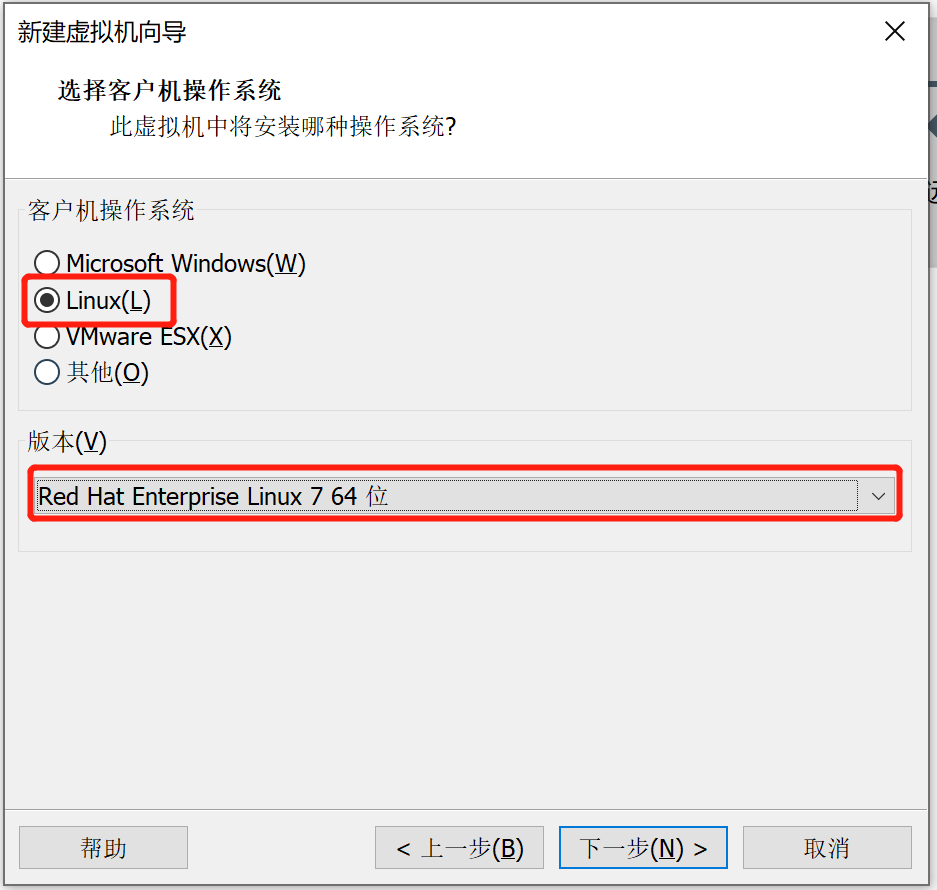 新建虚拟机向导
选择客户机操作系统
此虚拟机中将安装哪种操作系统?
客户机操作系统
Microsoft Windows(W)
Linux(L)
VMware ESX(X)
其他(O)
版本(V)
Red Hat Enterprise Linux 7 64 位
帮助
< 上一步(B)
下一步(N) >
取消